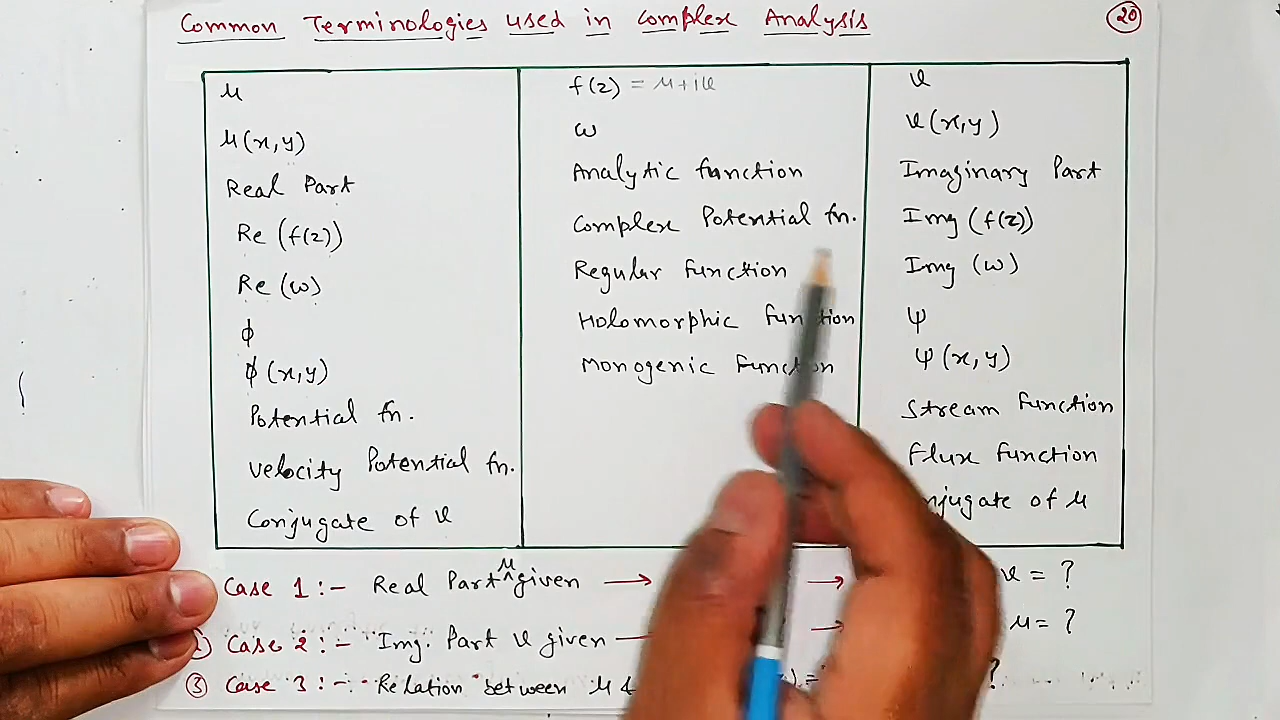 Common Terminologies used in Complex Analysis
20
u
u(x,y)
Real Part
Re (f(z))
Re (w)
ϕ
ϕ(x,y)
Potential fn.
Velocity Potential fn.
Conjugate of v
f(z) = u+iv
w
Analytic function
Complex Potential fn.
Regular function
Holomorphic function
Monogenic function
v
v(x,y)
Imaginary Part
Img (f(z))
Img (w)
ψ
ψ(x,y)
Stream function
Flux function
of u
Case 1:- Real Part u given → → v = ?
Case 2:- Img. Part v given → u = ?
③ Case 3:- Relation between u & ) = ?